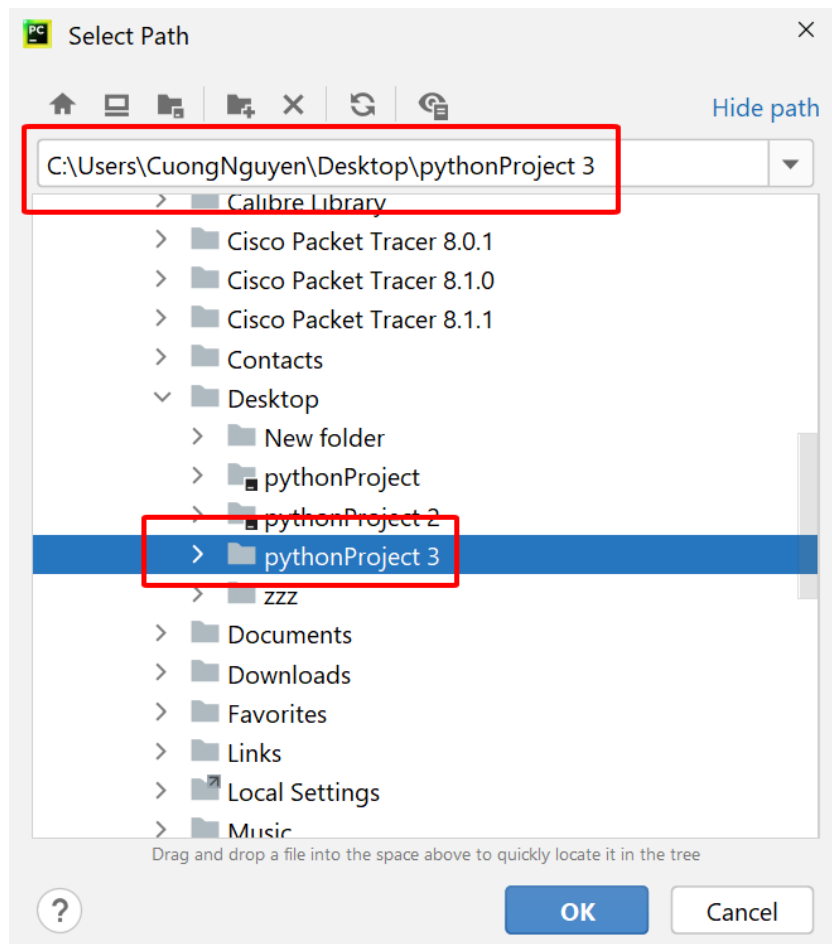 PC
Select Path
Hide path
C:\Users\CuongNguyen\Desktop\pythonProject 3
Calibre Library
Cisco Packet Tracer 8.0.1
Cisco Packet Tracer 8.1.0
Cisco Packet Tracer 8.1.1
Contacts
Desktop
New folder
pythonProject
pythonProject 2
pythonProject 3
zzz
Documents
Downloads
Favorites
Links
Local Settings
Music
Drag and drop a file into the space above to quickly locate it in the tree
? OK Cancel